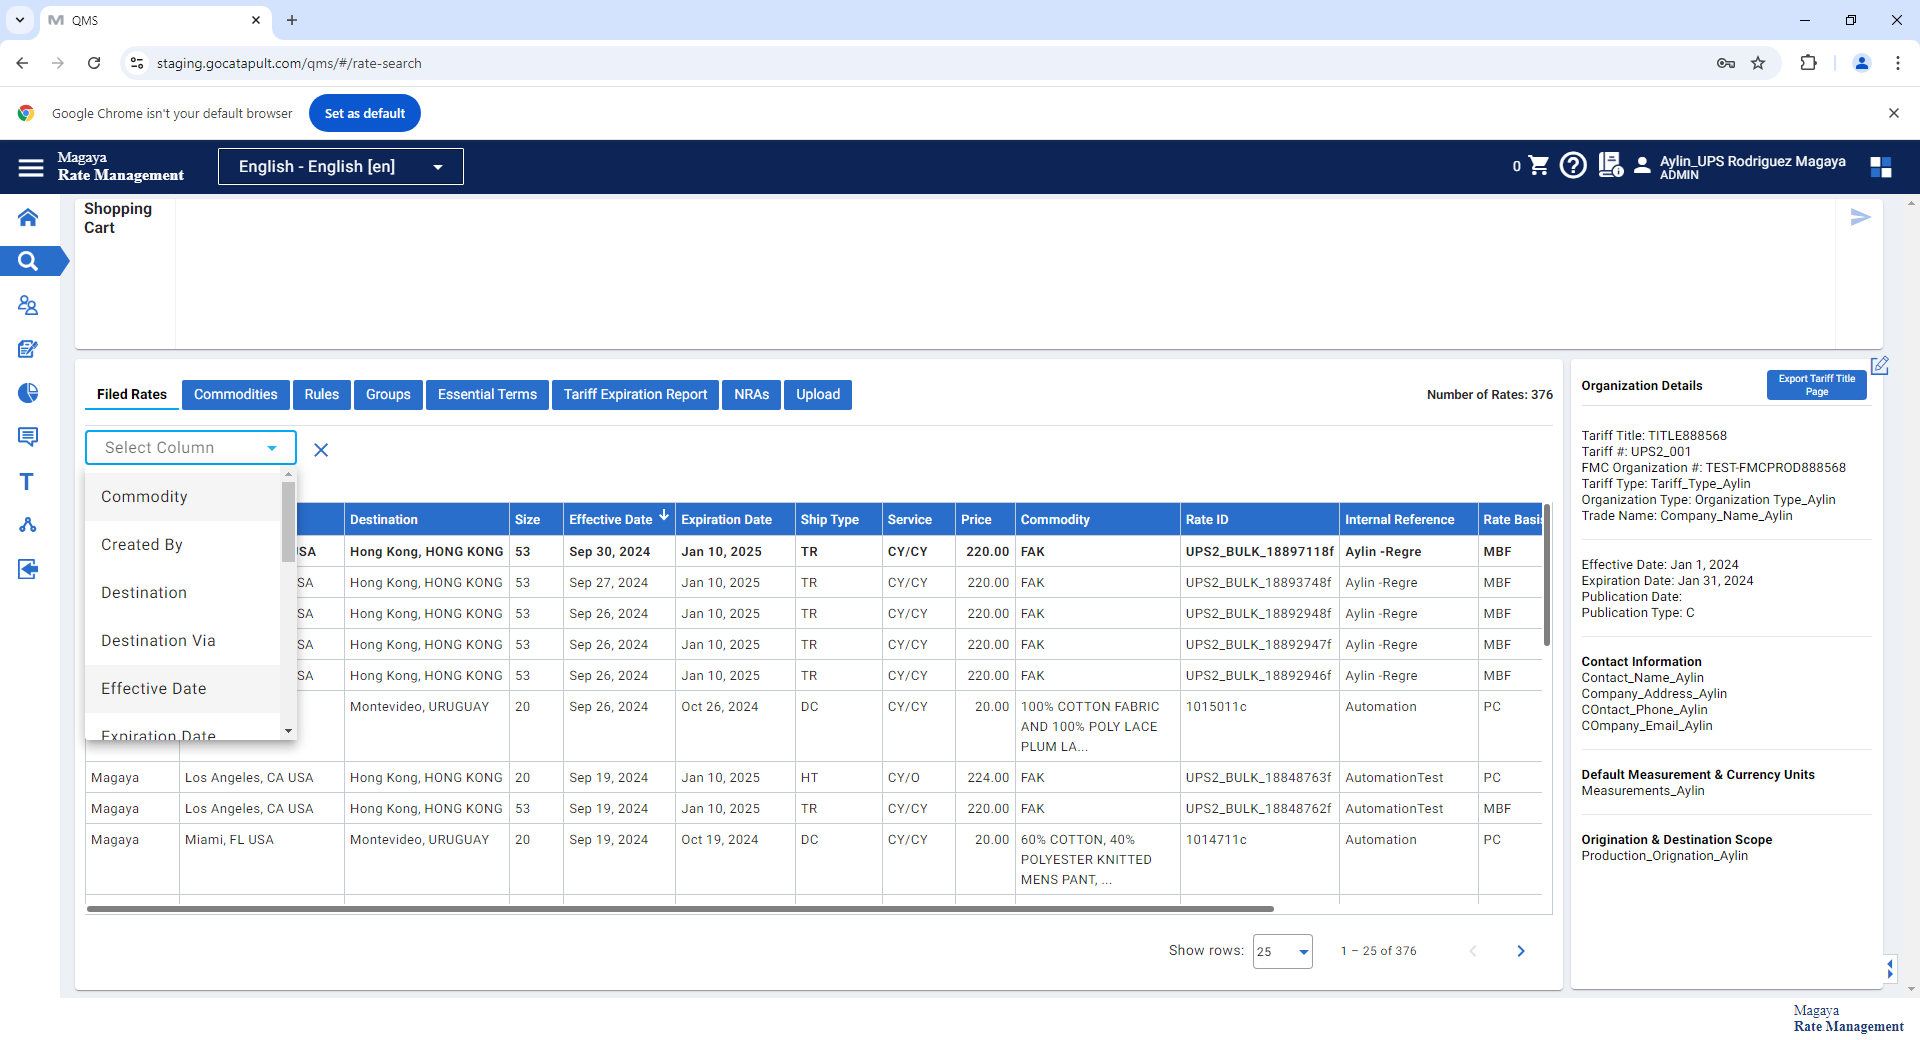 QMS
staging.gocatapult.com/qms/#/rate-search
Google Chrome isn't your default browser
Set as default
Magaya
Rate Management
English - English [en]
0
Aylin_UPS Rodriguez Magaya
ADMIN
Shopping
Cart
Filed Rates
Commodities
Rules
Groups
Essential Terms
Tariff Expiration Report
NRAs
Upload
Number of Rates: 376
Select Column
Commodity
Created By
Destination
Destination Via
Effective Date
Expiration Date
Destination Size Effective Date Expiration Date Ship Type Service Price Commodity Rate ID Internal Reference Rate Basis
USA Hong Kong, HONG KONG 53 Sep 30, 2024 Jan 10, 2025 TR CY/CY 220.00 FAK UPS2_BULK_18897118f Aylin -Regre MBF
SA Hong Kong, HONG KONG 53 Sep 27, 2024 Jan 10, 2025 TR CY/CY 220.00 FAK UPS2_BULK_18893748f Aylin -Regre MBF
SA Hong Kong, HONG KONG 53 Sep 26, 2024 Jan 10, 2025 TR CY/CY 220.00 FAK UPS2_BULK_18892948f Aylin -Regre MBF
SA Hong Kong, HONG KONG 53 Sep 26, 2024 Jan 10, 2025 TR CY/CY 220.00 FAK UPS2_BULK_18892947f Aylin -Regre MBF
SA Hong Kong, HONG KONG 53 Sep 26, 2024 Jan 10, 2025 TR CY/CY 220.00 FAK UPS2_BULK_18892946f Aylin -Regre MBF
Montevideo, URUGUAY 20 Sep 26, 2024 Oct 26, 2024 DC CY/CY 20.00 100% COTTON FABRIC 1015011c Automation PC
AND 100% POLY LACE
PLUM LA...
Magaya Los Angeles, CA USA Hong Kong, HONG KONG 20 Sep 19, 2024 Jan 10, 2025 HT CY/O 224.00 FAK UPS2_BULK_18848763f AutomationTest PC
Magaya Los Angeles, CA USA Hong Kong, HONG KONG 53 Sep 19, 2024 Jan 10, 2025 TR CY/CY 220.00 FAK UPS2_BULK_18848762f AutomationTest MBF
Magaya Miami, FL USA Montevideo, URUGUAY 20 Sep 19, 2024 Oct 19, 2024 DC CY/CY 20.00 60% COTTON, 40% 1014711c Automation PC
POLYESTER KNITTED
MENS PANT, ...
Show rows: 25 1 – 25 of 376
Organization Details
Export Tariff Title
Page
Tariff Title: TITLE888568
Tariff #: UPS2_001
FMC Organization #: TEST-FMCPROD888568
Tariff Type: Tariff_Type_Aylin
Organization Type: Organization Type_Aylin
Trade Name: Company_Name_Aylin
Effective Date: Jan 1, 2024
Expiration Date: Jan 31, 2024
Publication Date:
Publication Type: C
Contact Information
Contact_Name_Aylin
Company_Address_Aylin
COntact_Phone_Aylin
COmpany_Email_Aylin
Default Measurement & Currency Units
Measurements_Aylin
Origination & Destination Scope
Production_Orignation_Aylin
Magaya
Rate Management